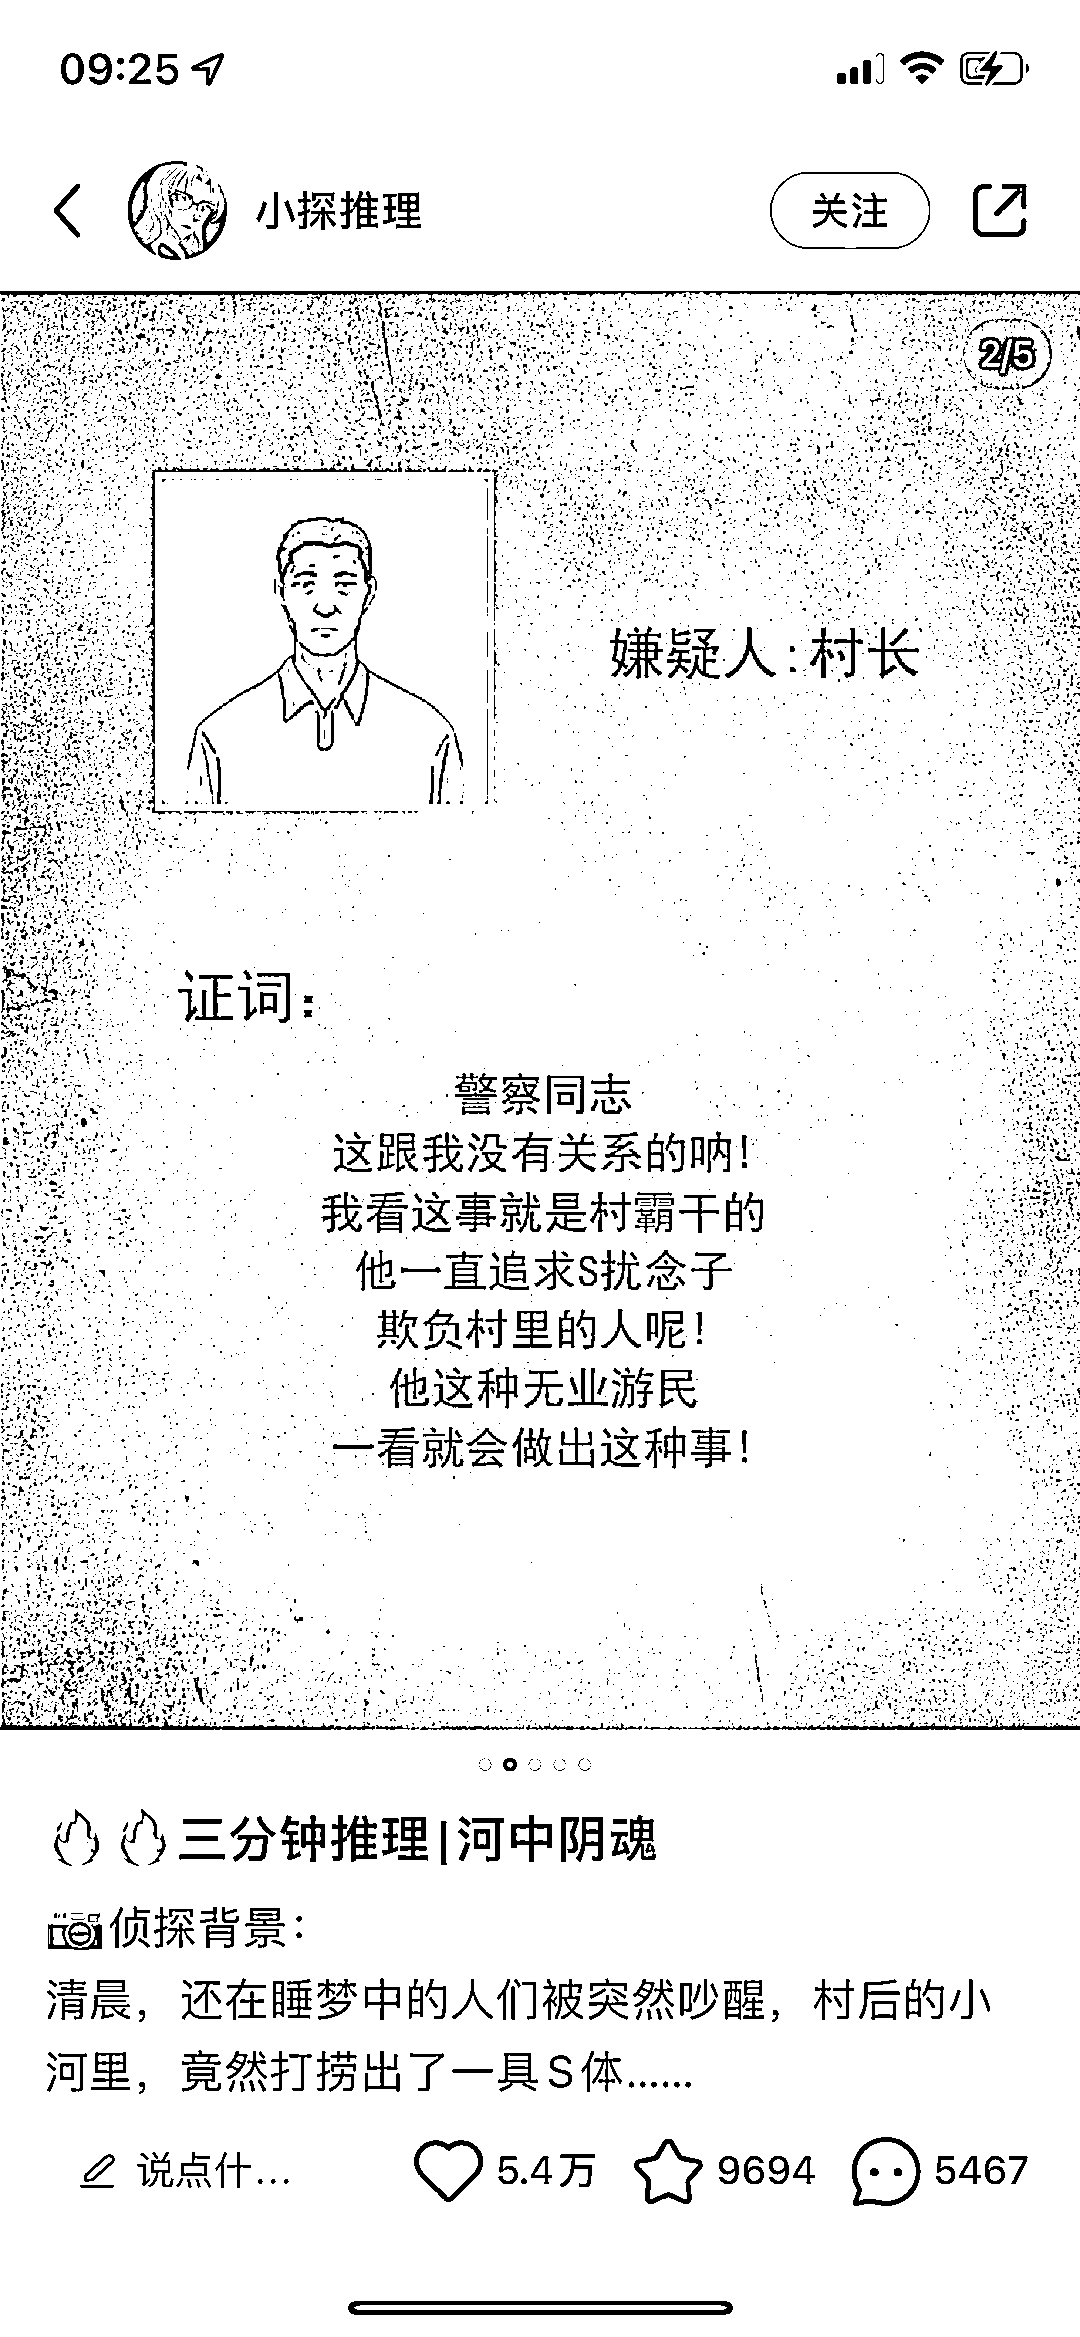 09:25
小探推理
关注
2/5
嫌疑人:村长
证词：
警察同志
这跟我没有关系的呐！
我看这事就是村霸干的
他一直追求S扰念子
欺负村里的人呢！
他这种无业游民
一看就会做出这种事！
三分钟推理|河中阴魂
侦探背景：
清晨，还在睡梦中的人们被突然吵醒，村后的小
河里，竟然打捞出了一具S体......
说点什...
5.4万
9694
5467